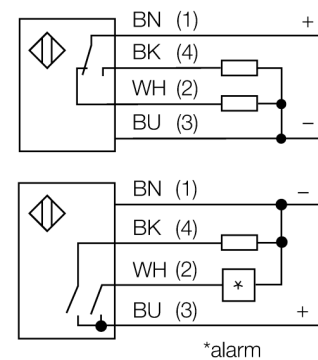 BN (1) +
BK (4)
WH (2)
BU (3) −
BN (1) −
BK (4)
WH (2) *
BU (3) +
*alarm